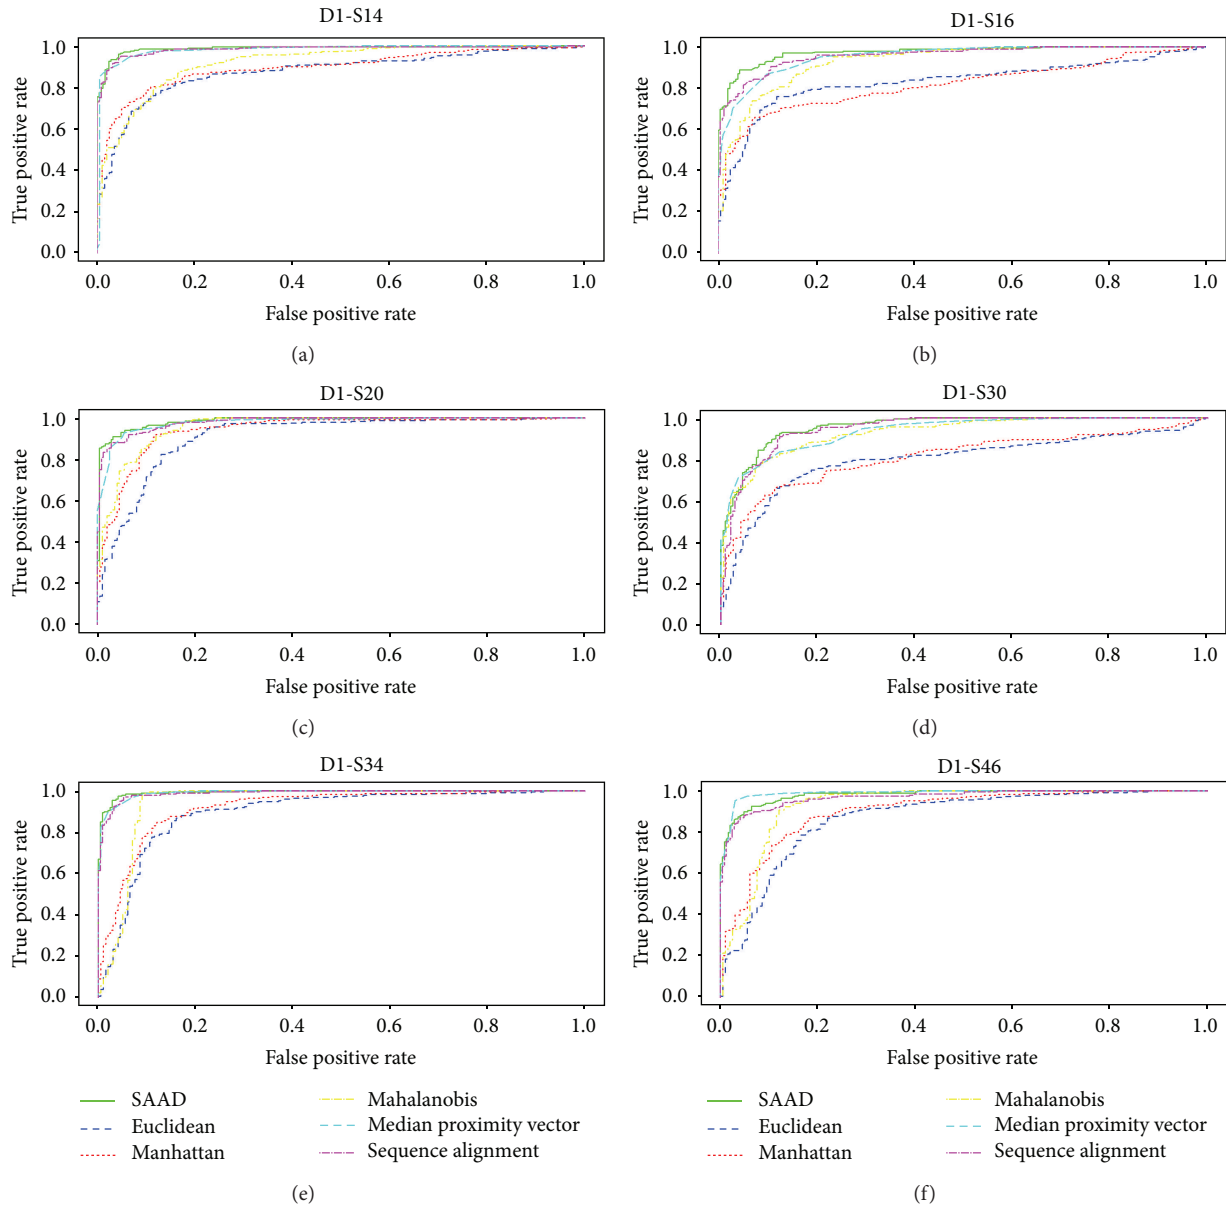 D1-S14
True positive rate
1.0
0.8
0.6
0.4
0.2
0.0
0.0 0.2 0.4 0.6 0.8 1.0
False positive rate
(a)
D1-S16
True positive rate
1.0
0.8
0.6
0.4
0.2
0.0
0.0 0.2 0.4 0.6 0.8 1.0
False positive rate
(b)
D1-S20
True positive rate
1.0
0.8
0.6
0.4
0.2
0.0
0.0 0.2 0.4 0.6 0.8 1.0
False positive rate
(c)
D1-S30
True positive rate
1.0
0.8
0.6
0.4
0.2
0.0
0.0 0.2 0.4 0.6 0.8 1.0
False positive rate
(d)
D1-S34
True positive rate
1.0
0.8
0.6
0.4
0.2
0.0
0.0 0.2 0.4 0.6 0.8 1.0
False positive rate
SAAD
Euclidean
Manhattan
Mahalanobis
Median proximity vector
Sequence alignment
(e)
D1-S46
True positive rate
1.0
0.8
0.6
0.4
0.2
0.0
0.0 0.2 0.4 0.6 0.8 1.0
False positive rate
SAAD
Euclidean
Manhattan
Mahalanobis
Median proximity vector
Sequence alignment
(f)